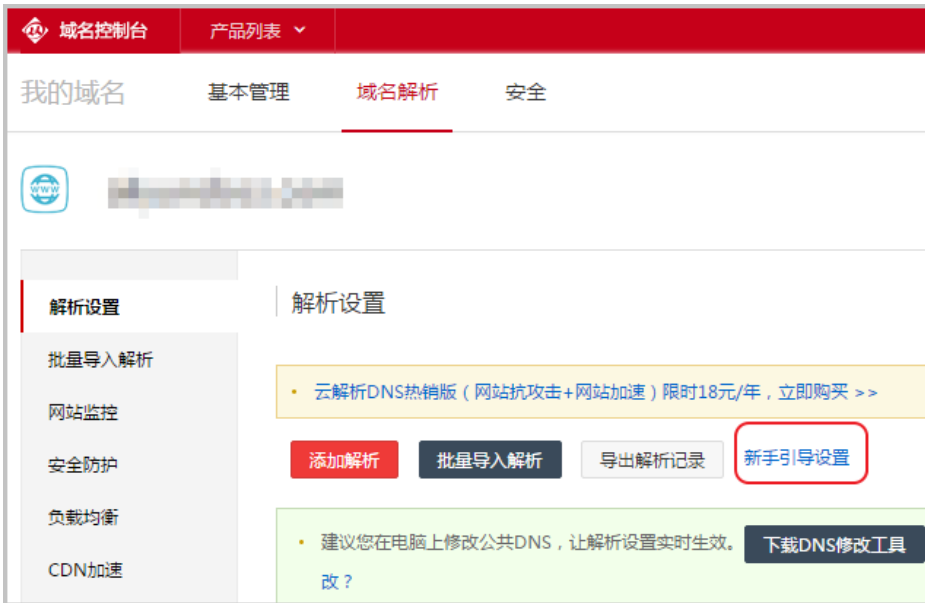 域名控制台 产品列表
我的域名 基本管理 域名解析 安全
www
解析设置
批量导入解析
网站监控
安全防护
负载均衡
CDN加速
解析设置
云解析DNS热销版（网站抗攻击+网站加速）限时18元/年，立即购买 >>
添加解析 批量导入解析 导出解析记录 新手引导设置
建议您在电脑上修改公共DNS，让解析设置实时生效。 下载DNS修改工具
改？